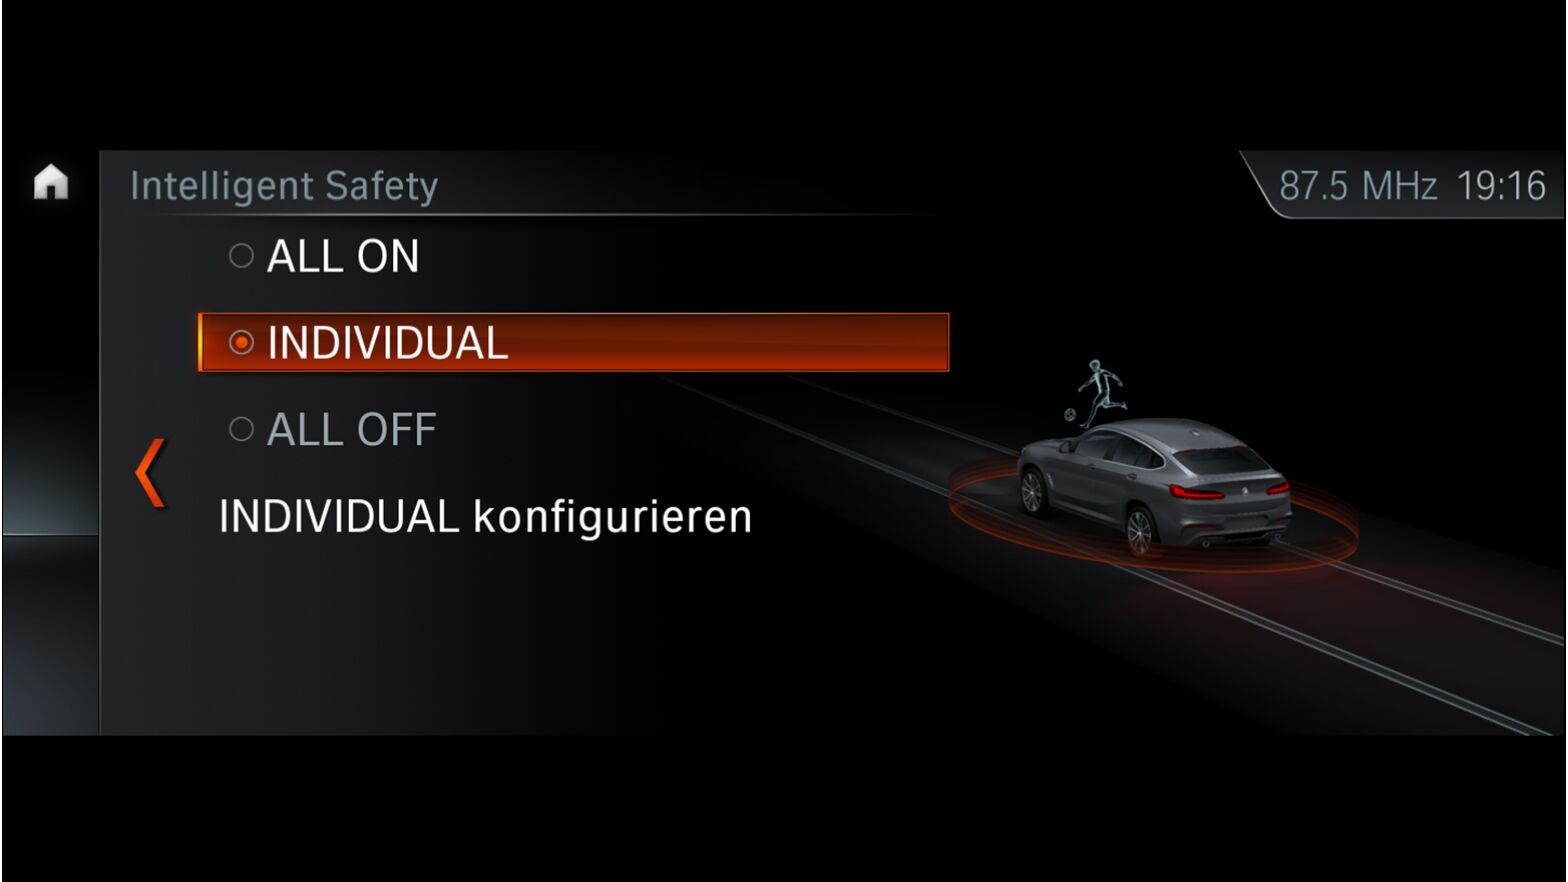 Intelligent Safety
87.5 MHz 19:16
ALL ON
INDIVIDUAL
ALL OFF
INDIVIDUAL konfigurieren